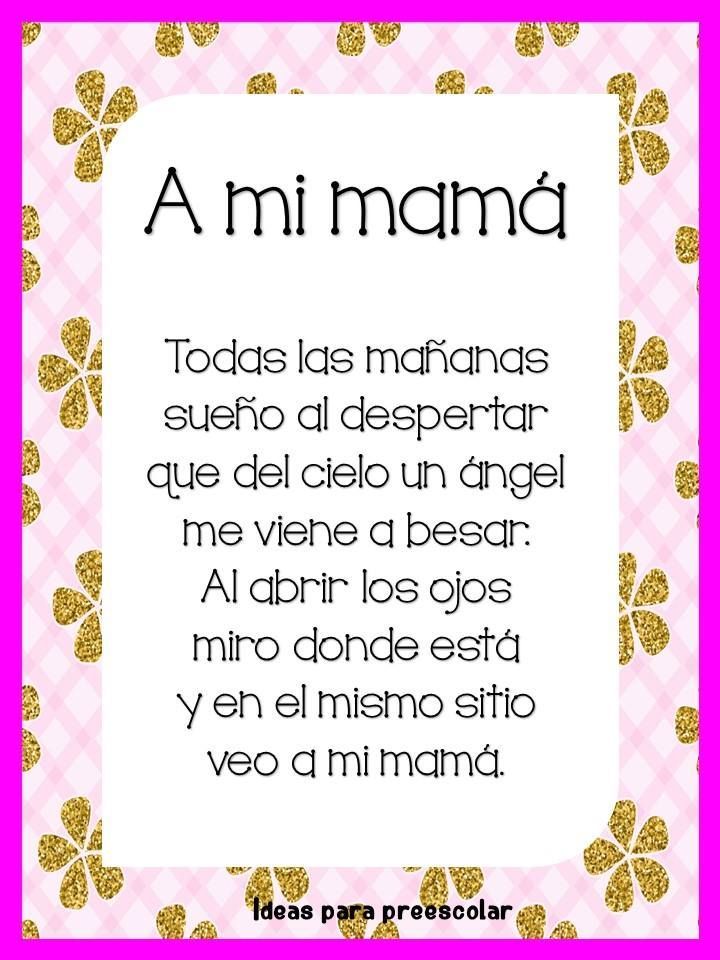 A mi mamá
Todas las mañanas
sueño al despertar
que del cielo un ángel
me viene a besar.
Al abrir los ojos
miro donde está
y en el mismo sitio
veo a mi mamá.
Ideas para preescolar